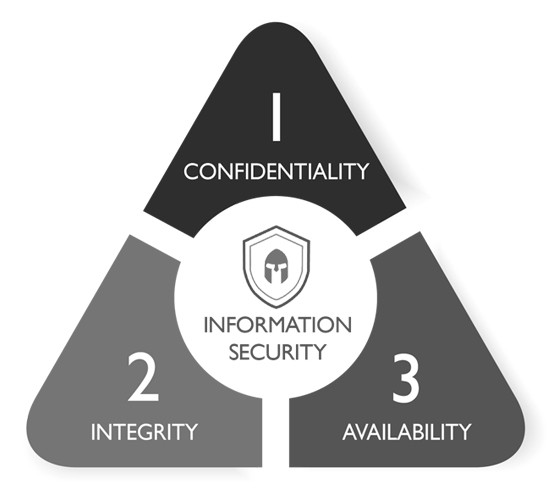 1
CONFIDENTIALITY
INFORMATION
SECURITY
2
INTEGRITY
3
AVAILABILITY